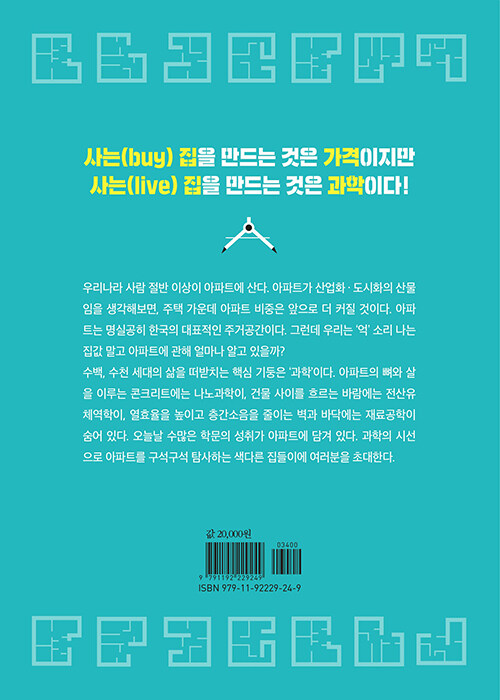 사는(buy) 집을 만드는 것은 가격이지만
사는(live) 집을 만드는 것은 과학이다!
우리나라 사람 절반 이상이 아파트에 산다. 아파트가 산업화·도시화의 산물
임을 생각해보면, 주택 가운데 아파트 비중은 앞으로 더 커질 것이다. 아파
트는 명실공히 한국의 대표적인 주거공간이다. 그런데 우리는 '억' 소리 나는
집값 말고 아파트에 관해 얼마나 알고 있을까?
수백, 수천 세대의 삶을 떠받치는 핵심 기둥은 '과학'이다. 아파트의 뼈와 살
을 이루는 콘크리트에는 나노과학이, 건물 사이를 흐르는 바람에는 전산유
체역학이, 열효율을 높이고 층간소음을 줄이는 벽과 바닥에는 재료공학이
숨어 있다. 오늘날 수많은 학문의 성취가 아파트에 담겨 있다. 과학의 시선
으로 아파트를 구석구석 탐사하는 색다른 집들이에 여러분을 초대한다.
값 20,000원
03400
9 791192 229249
ISBN 979-11-92229-24-9